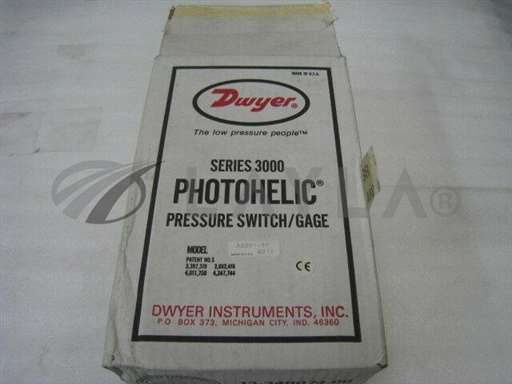 MADE IN U.S.A.
Dwyer®
The low pressure people™
SERIES 3000
PHOTOHELIC®
PRESSURE SWITCH/GAGE
MODEL
PATENT NO.S
CE
DWYER INSTRUMENTS, INC.
P.O. BOX 373, MICHIGAN CITY, IND. 46360